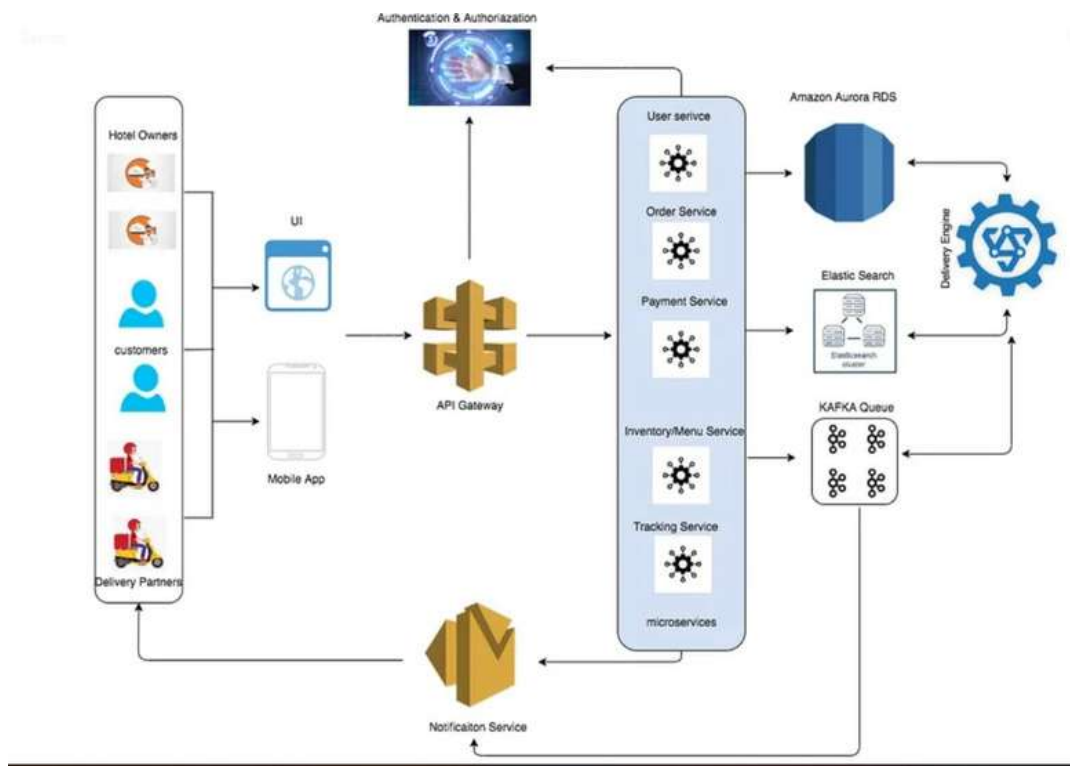 Authentication & Authoriazation
Amazon Aurora RDS
User serivce
Hotel Owners
Order Service
UI
Delivery Engine
Elastic Search
Payment Service
customers
Elasticsearch
cluster
API Gateway
KAFKA Queue
Inventory/Menu Service
Mobile App
Tracking Service
Delivery Partners
microservices
Notificaiton Service